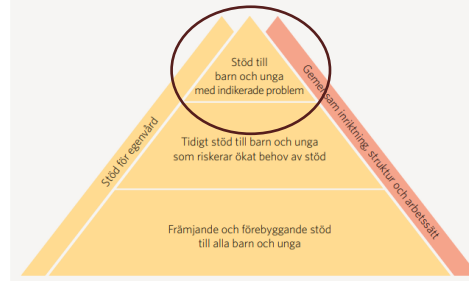 Stöd till
barn och unga
med indikerade problem
Tidigt stöd till barn och unga
som riskerar ökat behov av stöd
Främjande och förebyggande stöd
till alla barn och unga
Stöd för egenvård
Gemensam inriktning, struktur och arbetssätt